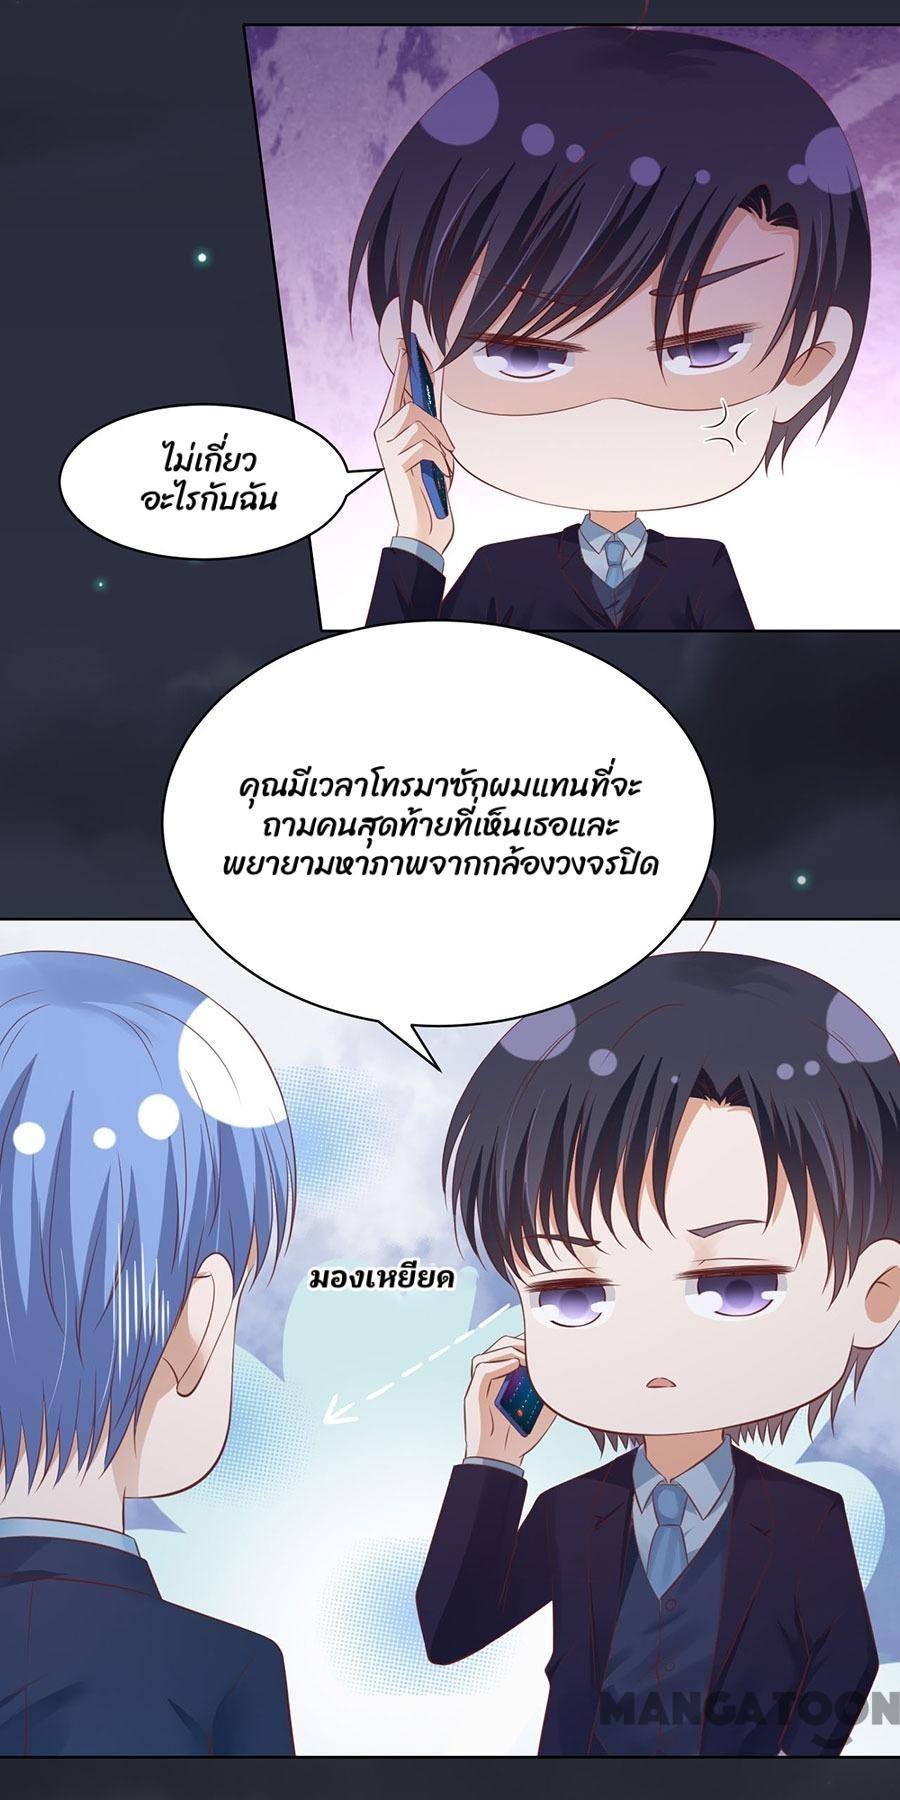 ไม่เกี่ยว
อะไรกับฉัน
คุณมีเวลาโทรมาซักผมแทนที่จะ
ถามคนสุดท้ายที่เห็นเธอและ
พยายามหาภาพจากกล้องวงจรปิด
มองเหยียด
MANGATOON